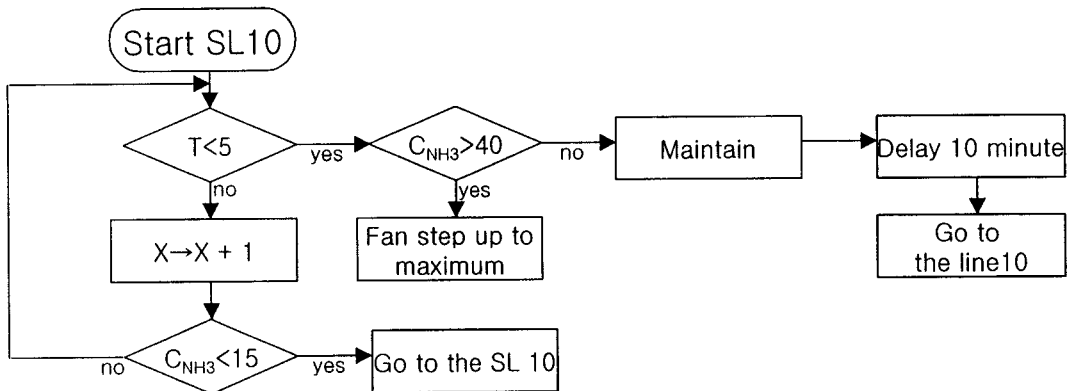 Start SL10
T<5
yes
C_NH3>40
no
Maintain
Delay 10 minute
no
yes
X→X + 1
Fan step up to
maximum
Go to
the line10
C_NH3<15
no
yes
Go to the SL 10